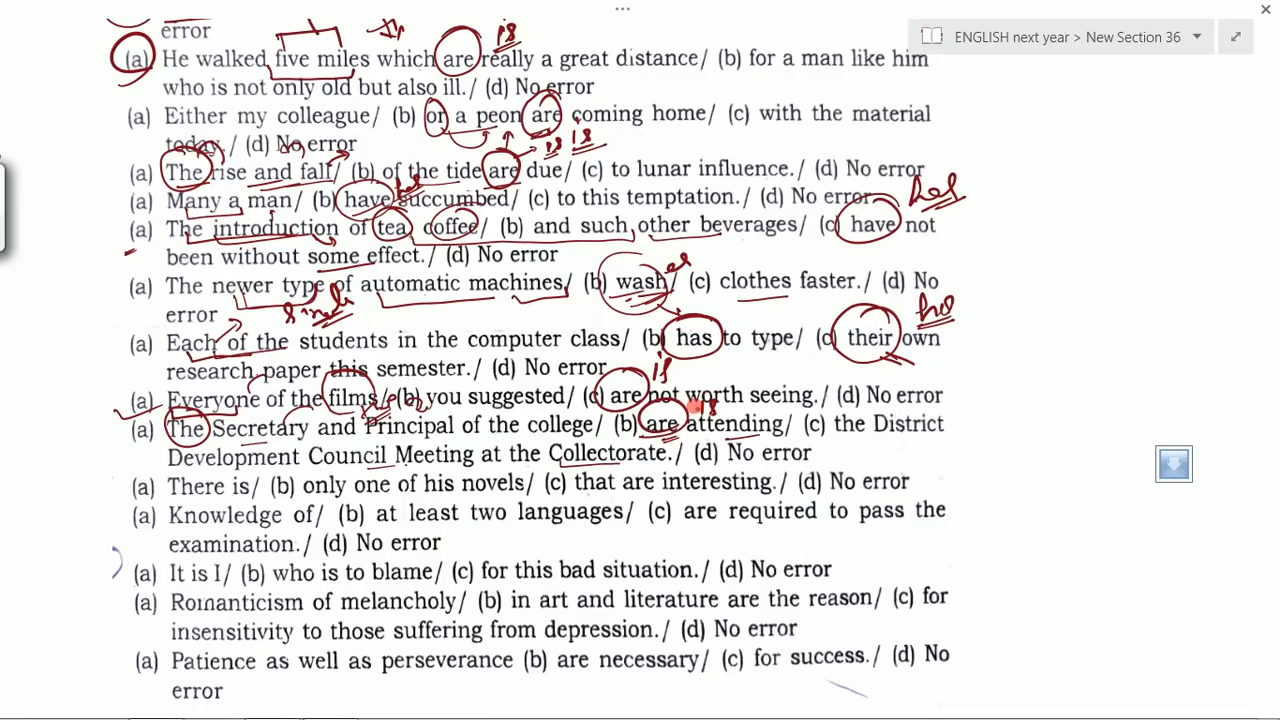 ...
ENGLISH next year > New Section 36
error
is
(a) He walked five miles which are really a great distance/ (b) for a man like him
who is not only old but also ill./ (d) No error
(a) Either my colleague/ (b) or a peon are coming home/ (c) with the material
today./ (d) No error
is is
(a) The rise and fall/ (b) of the tide are due/ (c) to lunar influence./ (d) No error
has
(a) Many a man/ (b) have succumbed/ (c) to this temptation./ (d) No error
has
(a) The introduction of tea coffee/ (b) and such other beverages/ (c) have not
been without some effect./ (d) No error
es
(a) The newer type of automatic machines/ (b) wash/ (c) clothes faster./ (d) No
error
(a) Each of the students in the computer class/ (b) has to type/ (c) their own
research paper this semester./ (d) No error
is
(a) Everyone of the films/ (b) you suggested/ (c) are not worth seeing./ (d) No error
is
(a) The Secretary and Principal of the college/ (b) are attending/ (c) the District
Development Council Meeting at the Collectorate./ (d) No error
(a) There is/ (b) only one of his novels/ (c) that are interesting./ (d) No error
(a) Knowledge of/ (b) at least two languages/ (c) are required to pass the
examination./ (d) No error
(a) It is I/ (b) who is to blame/ (c) for this bad situation./ (d) No error
(a) Romanticism of melancholy/ (b) in art and literature are the reason/ (c) for
insensitivity to those suffering from depression./ (d) No error
(a) Patience as well as perseverance (b) are necessary/ (c) for success./ (d) No
error